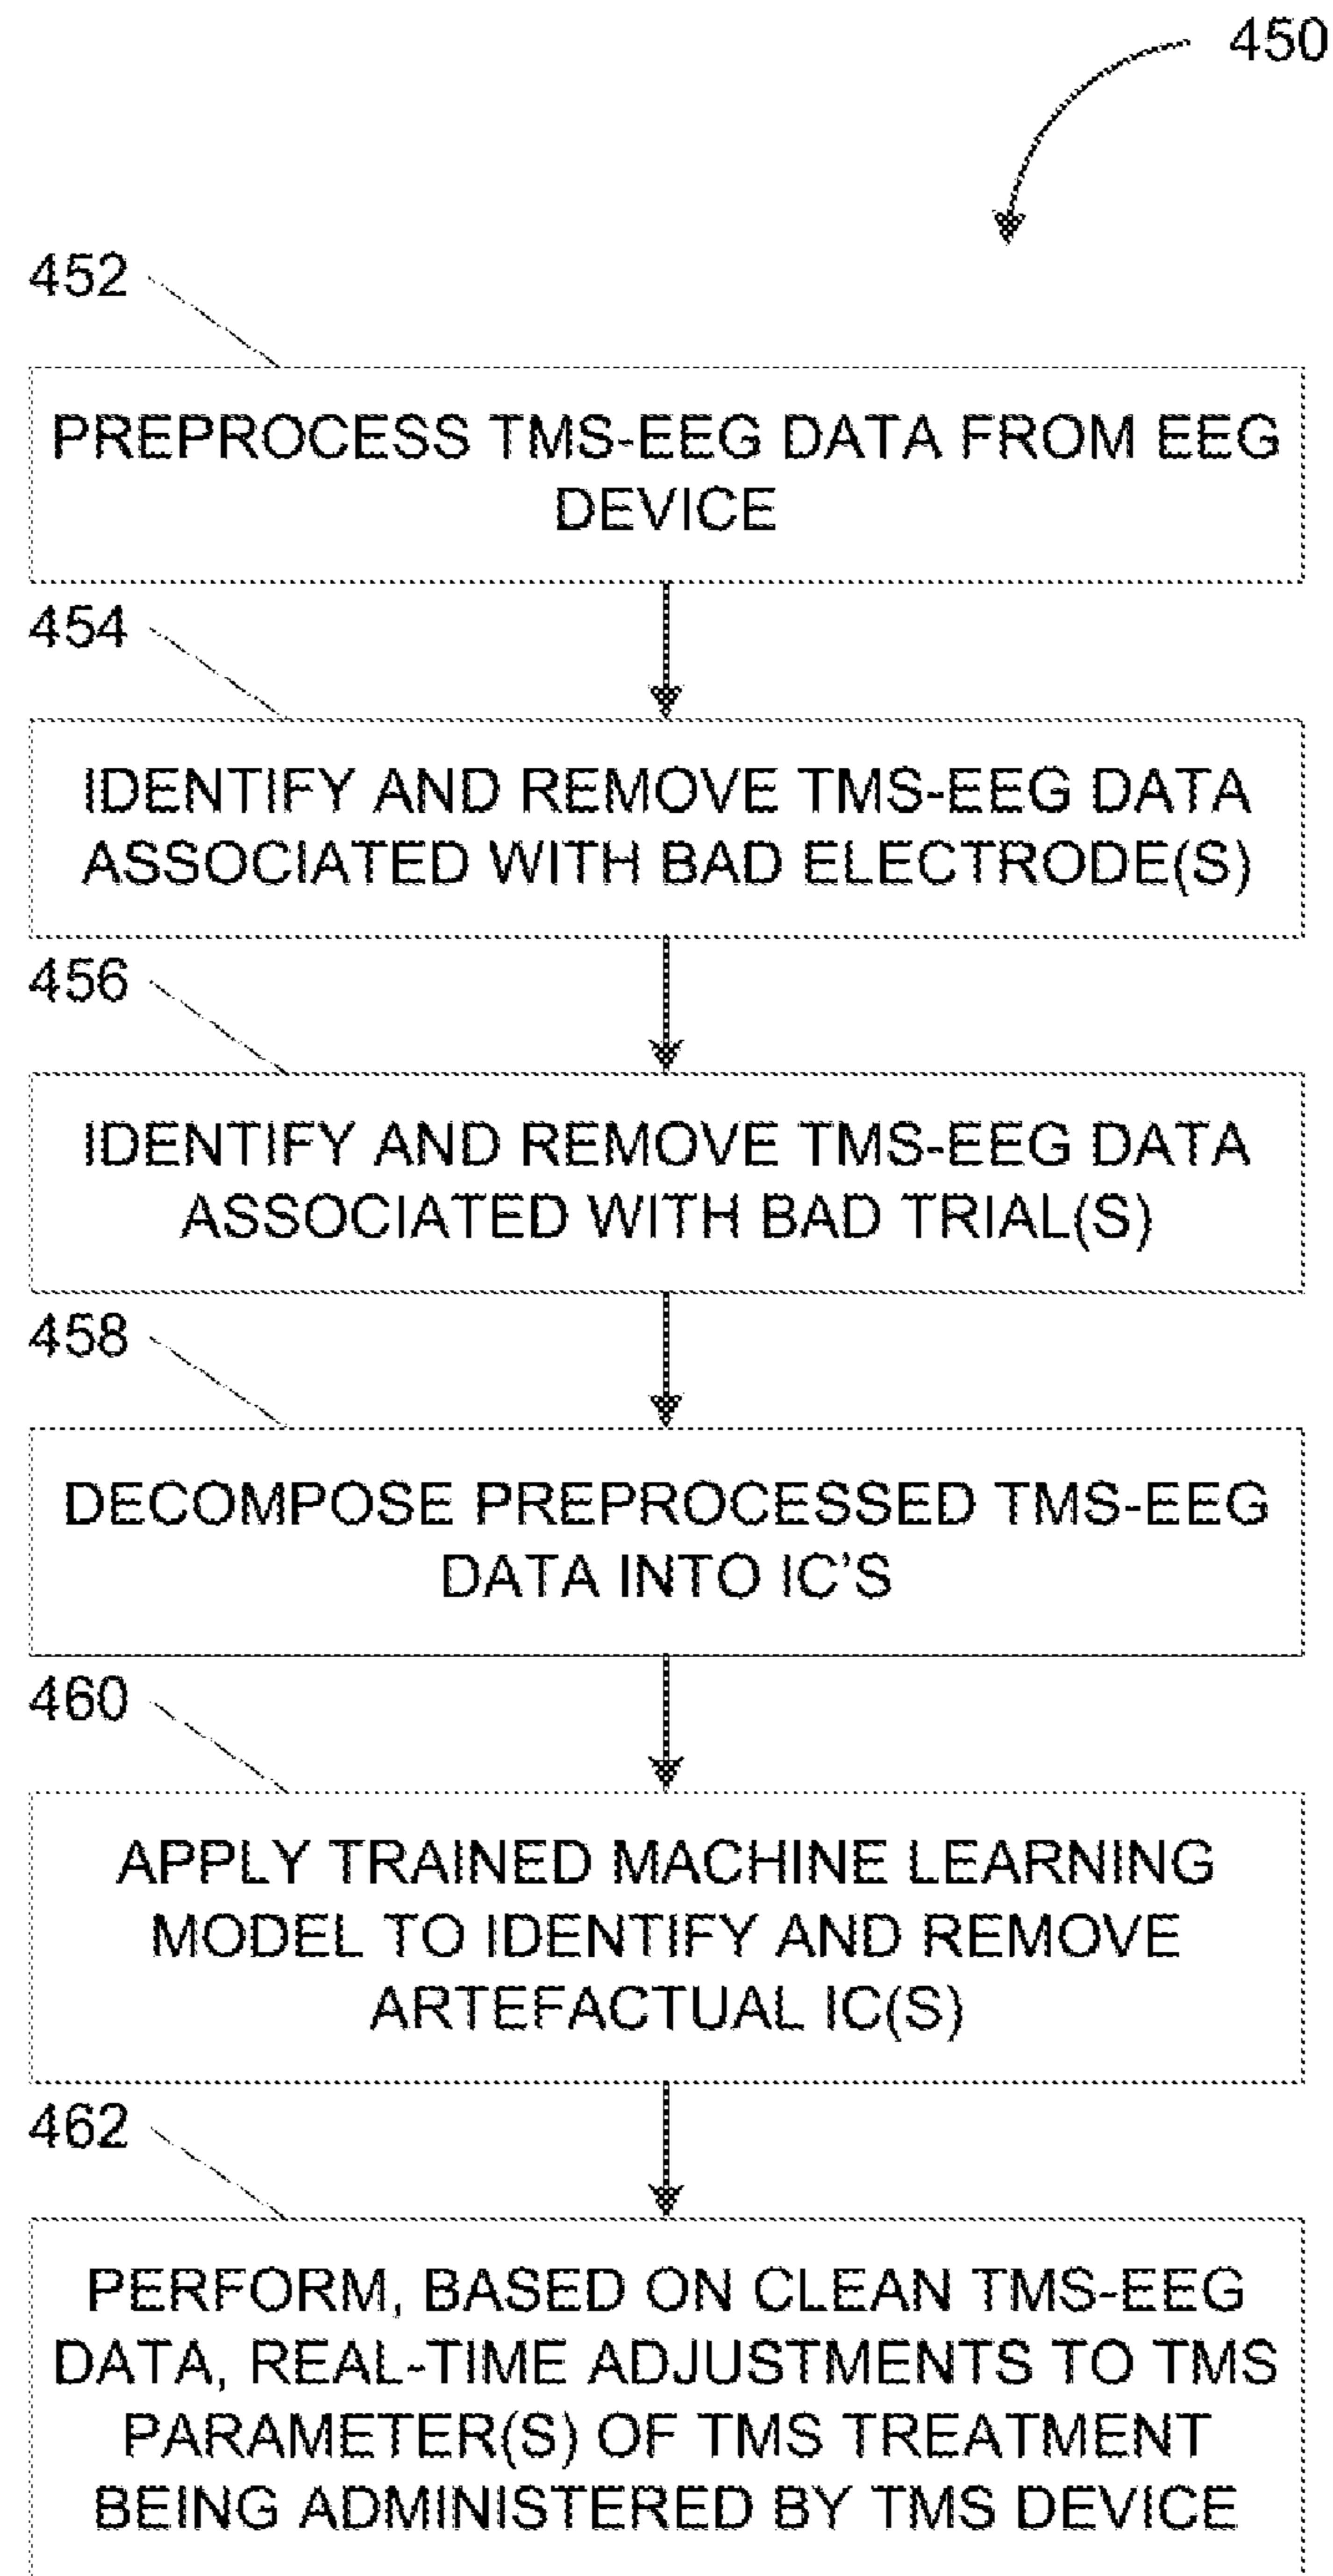 450
452
PREPROCESS TMS-EEG DATA FROM EEG
DEVICE
454
IDENTIFY AND REMOVE TMS-EEG DATA
ASSOCIATED WITH BAD ELECTRODE(S)
456
IDENTIFY AND REMOVE TMS-EEG DATA
ASSOCIATED WITH BAD TRIAL(S)
458
DECOMPOSE PREPROCESSED TMS-EEG
DATA INTO IC'S
460
APPLY TRAINED MACHINE LEARNING
MODEL TO IDENTIFY AND REMOVE
ARTEFACTUAL IC(S)
462
PERFORM, BASED ON CLEAN TMS-EEG
DATA, REAL-TIME ADJUSTMENTS TO TMS
PARAMETER(S) OF TMS TREATMENT
BEING ADMINISTERED BY TMS DEVICE